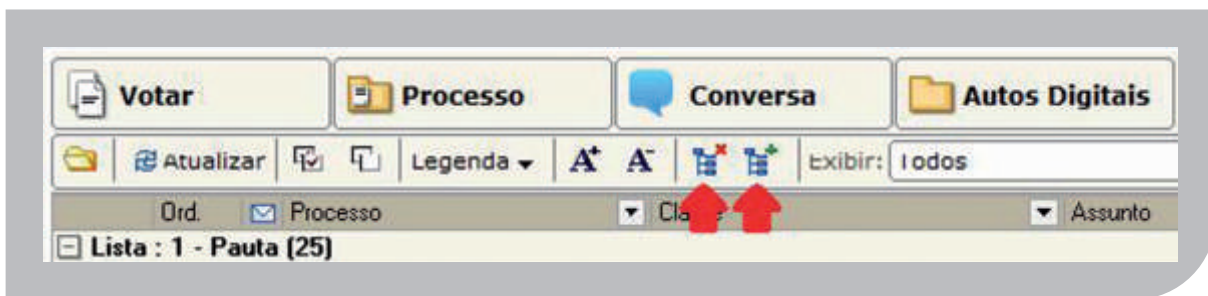 Votar Processo Conversa Autos Digitais
Atualizar Legenda A+ A- Exibir: Todos
Ord. Processo Assunto
Lista : 1 - Pauta (25)